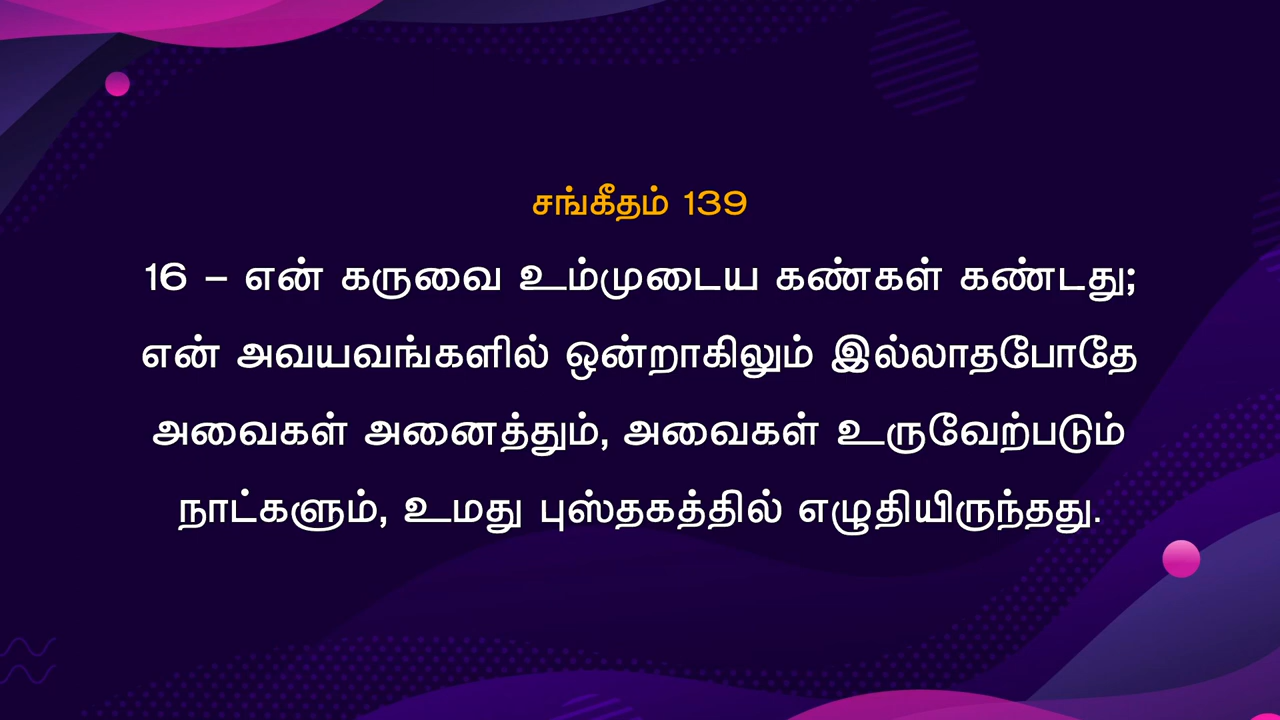 சங்கீதம் 139
16 – என் கருவை உம்முடைய கண்கள் கண்டது;
என் அவயவங்களில் ஒன்றாகிலும் இல்லாதபோதே
அவைகள் அனைத்தும், அவைகள் உருவேற்படும்
நாட்களும், உமது புஸ்தகத்தில் எழுதியிருந்தது.